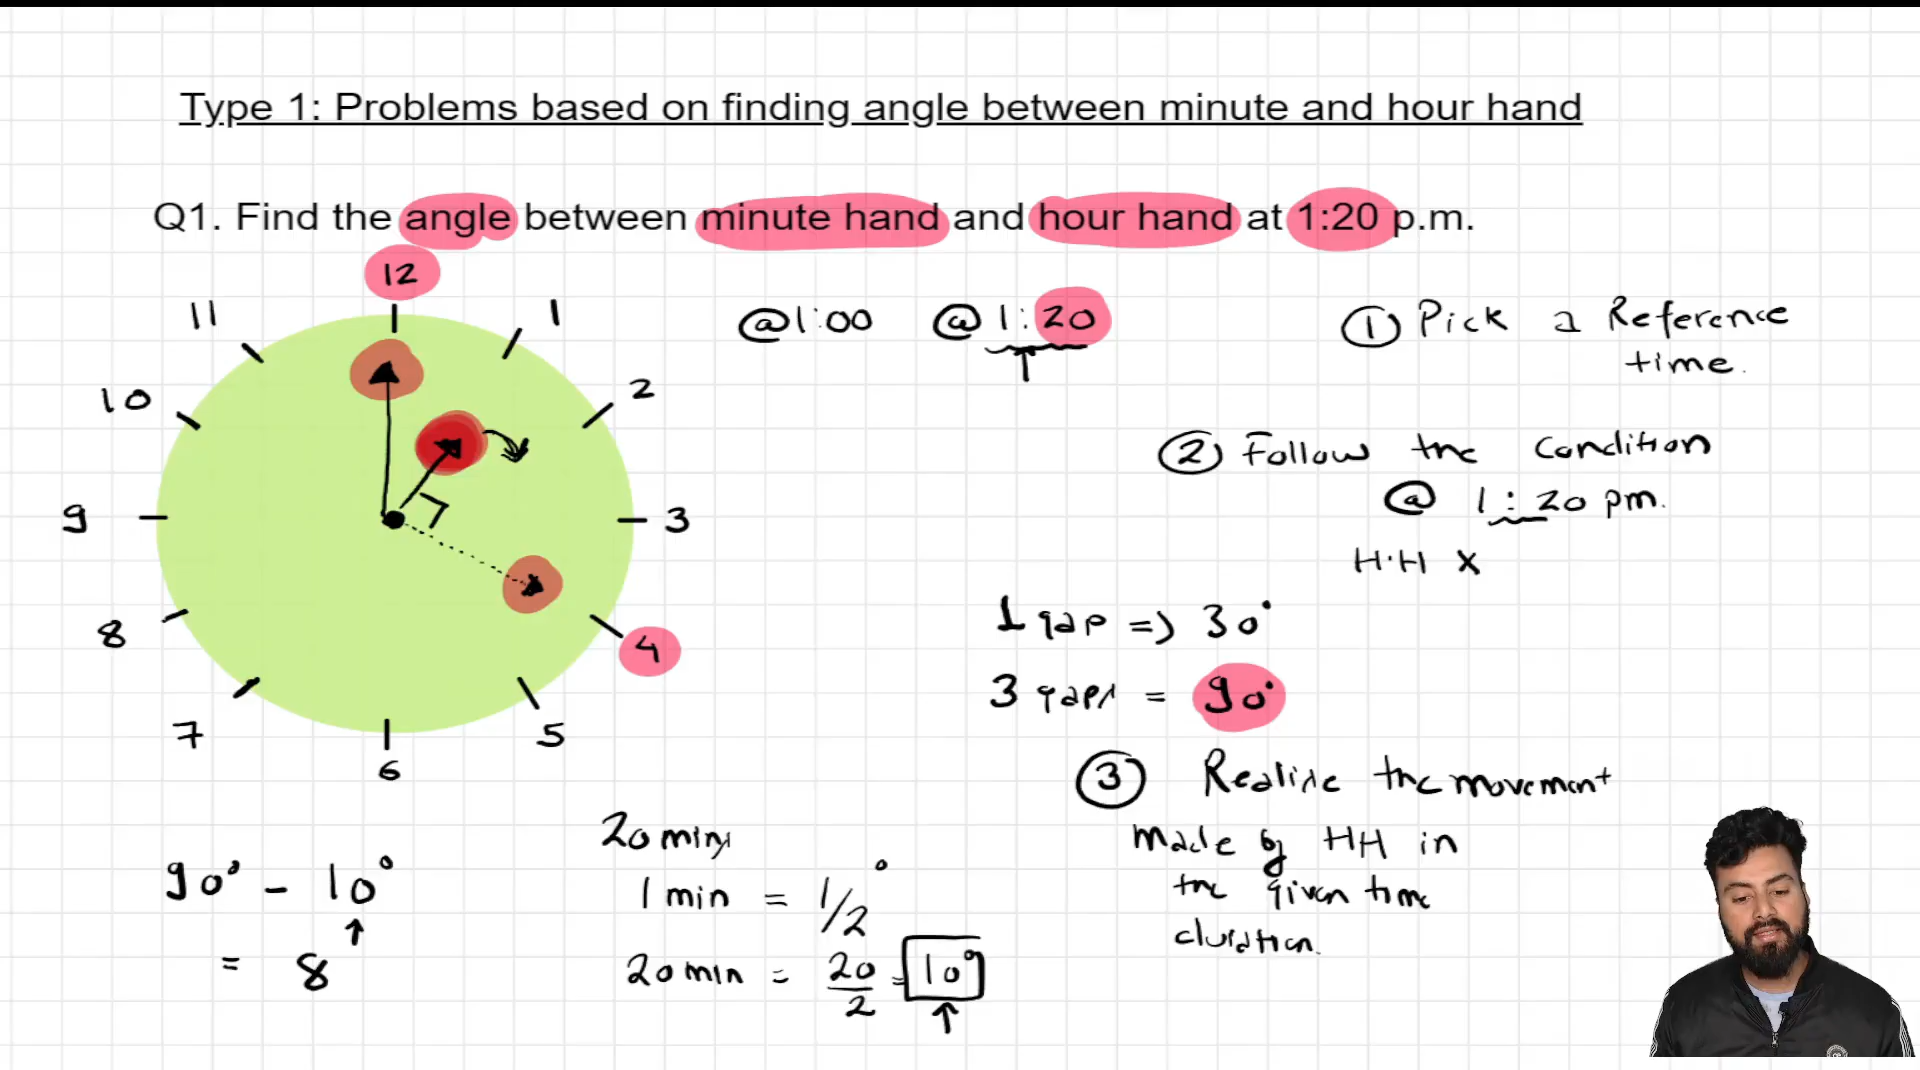 Type 1: Problems based on finding angle between minute and hour hand
Q1. Find the angle between minute hand and hour hand at 1:20 p.m.
12
11
1
10
2
9
3
8
4
7
5
6
@1:00 @ 1:20
① Pick a Reference
time.
② Follow the Condition
@ 1:20 pm.
H.H x
1 gap => 30°
3 gaps = 90°
③ Realise the movement
made by HH in
the given time
duration.
20 mins
1 min = 1/2°
20 min = 20/2 = 10°
90° - 10°
= 8